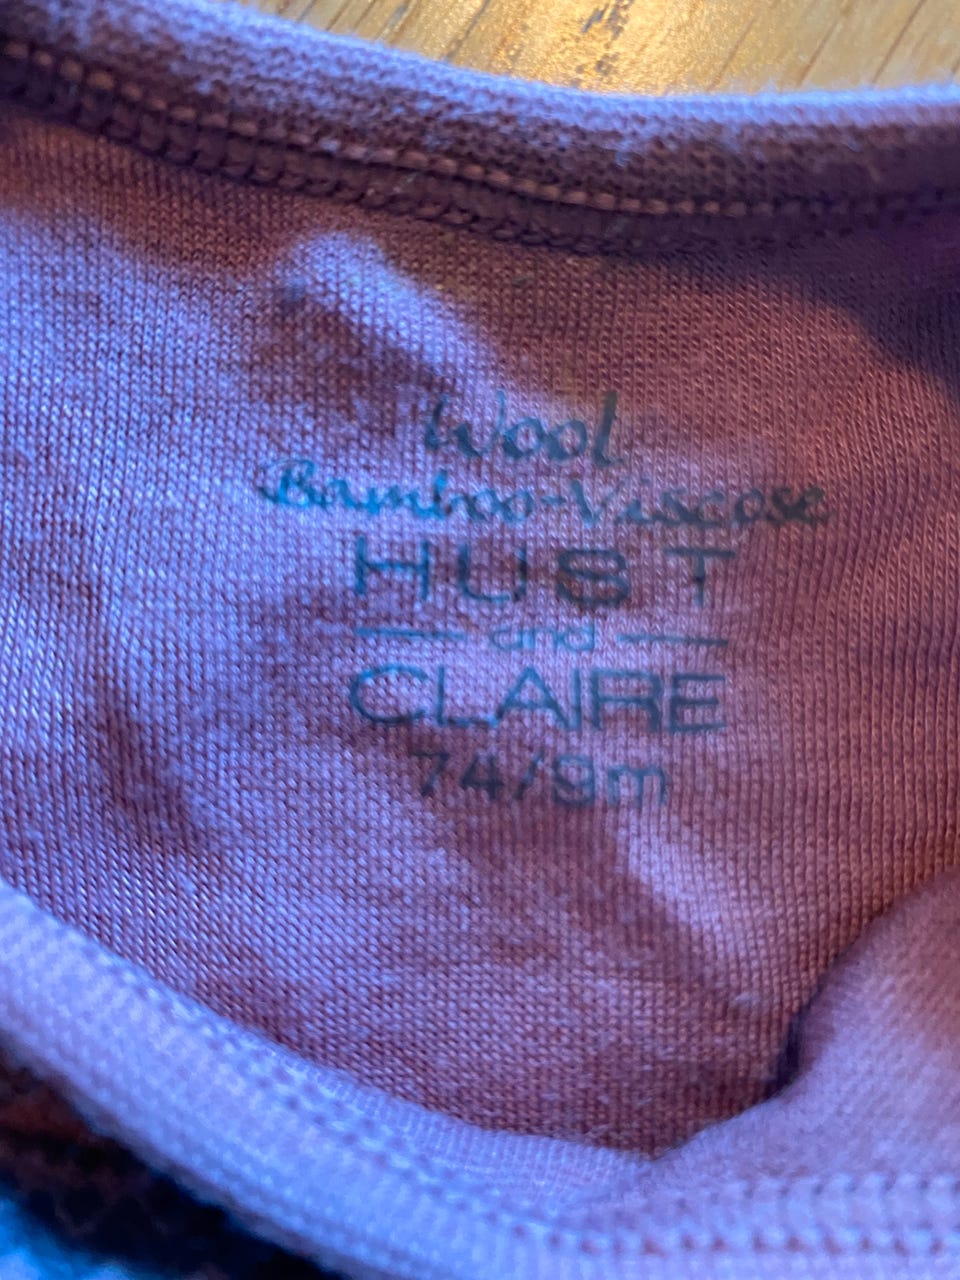 Wool
Bamboo-Viscose
HUST
and
CLAIRE
74/9m